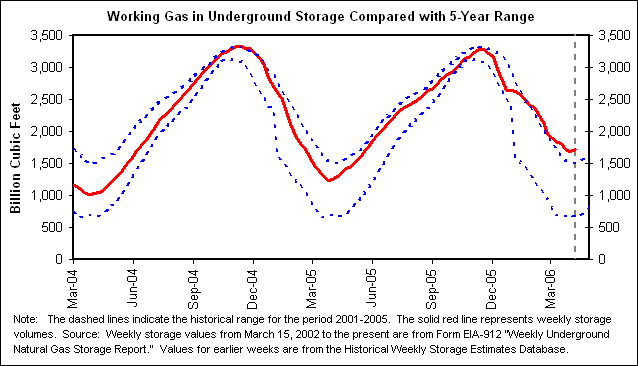 Working Gas in Underground Storage Compared with 5-Year Range
Billion Cubic Feet
3,500
3,000
2,500
2,000
1,500
1,000
500
0
3,500
3,000
2,500
2,000
1,500
1,000
500
0
Mar-04
Jun-04
Sep-04
Dec-04
Mar-05
Jun-05
Sep-05
Dec-05
Mar-06
Note: The dashed lines indicate the historical range for the period 2001-2005. The solid red line represents weekly storage
volumes. Source: Weekly storage values from March 15, 2002 to the present are from Form EIA-912 "Weekly Underground
Natural Gas Storage Report." Values for earlier weeks are from the Historical Weekly Storage Estimates Database.